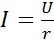 I = U/r